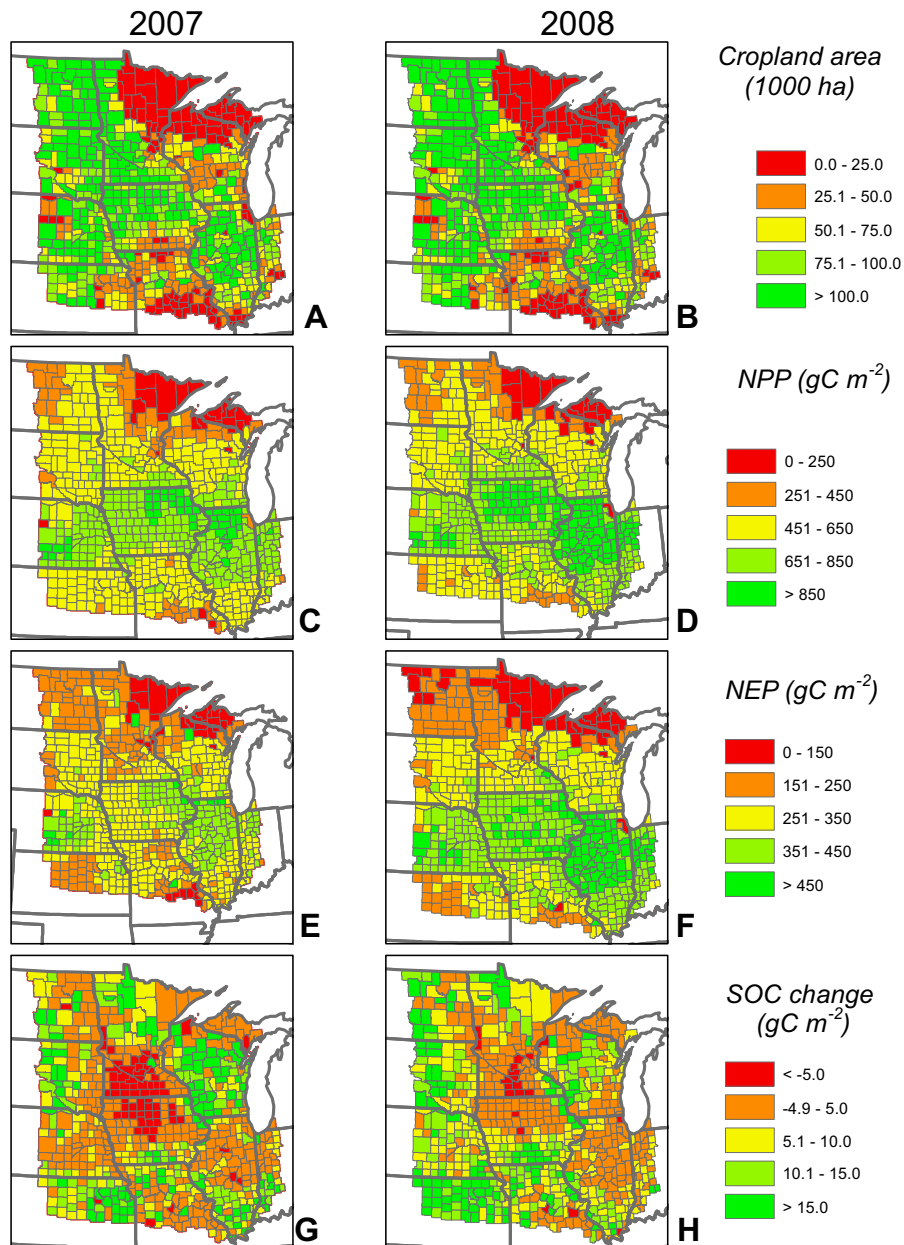 2007
2008
Cropland area
(1000 ha)
0.0 - 25.0
25.1 - 50.0
50.1 - 75.0
75.1 - 100.0
> 100.0
A
B
NPP (gC m-2)
0 - 250
251 - 450
451 - 650
651 - 850
> 850
C
D
NEP (gC m-2)
0 - 150
151 - 250
251 - 350
351 - 450
> 450
E
F
SOC change
(gC m-2)
< -5.0
-4.9 - 5.0
5.1 - 10.0
10.1 - 15.0
> 15.0
G
H